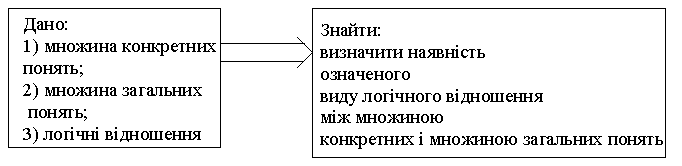 Дано:
1) множина конкретних
понять;
2) множина загальних
понять;
3) логічні відношення
Знайти:
визначити наявність
означеного
виду логічного відношення
між множиною
конкретних і множиною загальних понять